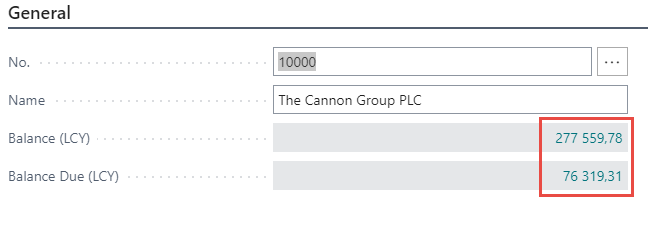 General
No. 10000 ...
Name The Cannon Group PLC
Balance (LCY) 277 559,78
Balance Due (LCY) 76 319,31